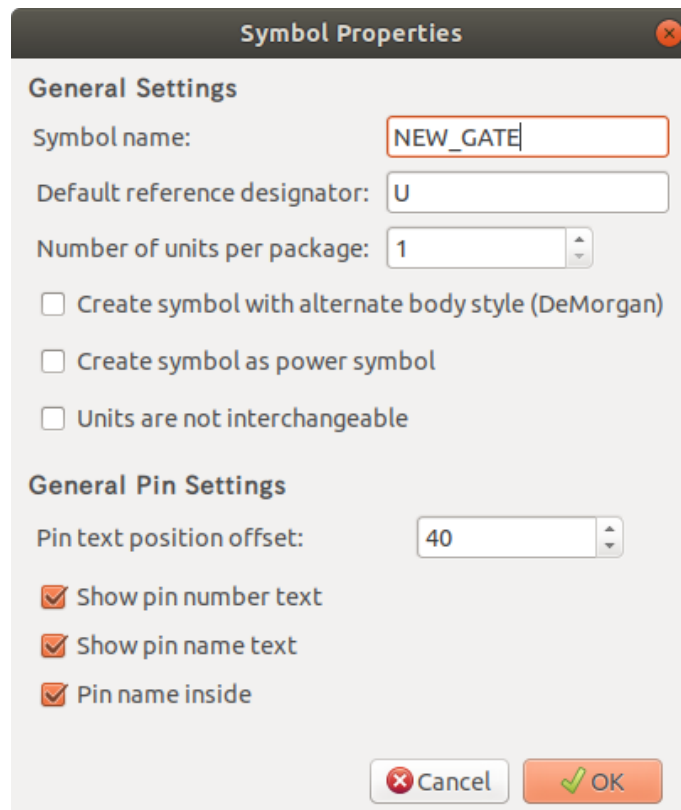 Symbol Properties
General Settings
Symbol name: NEW_GATE
Default reference designator: U
Number of units per package: 1
Create symbol with alternate body style (DeMorgan)
Create symbol as power symbol
Units are not interchangeable
General Pin Settings
Pin text position offset: 40
Show pin number text
Show pin name text
Pin name inside
Cancel OK